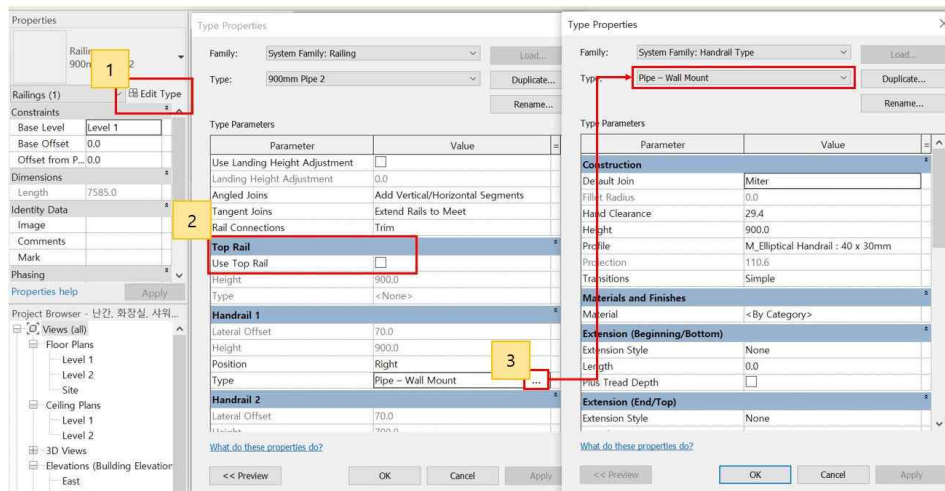 Properties
Railin
900n
2
1
Railings (1)
Edit Type
Constraints
Base Level Level 1
Base Offset 0.0
Offset from P... 0.0
Dimensions
Length 7585.0
Identity Data
Image
Comments
Mark
Phasing
Properties help Apply
Project Browser - 난간, 화장실, 샤워...
Views (all)
Floor Plans
Level 1
Level 2
Site
Ceiling Plans
Level 1
Level 2
3D Views
Elevations (Building Elevation
East
Type Properties
Family: System Family: Railing Load...
Type: 900mm Pipe 2 Duplicate...
Rename...
Type Parameters
Parameter Value =
Use Landing Height Adjustment
Landing Height Adjustment 0.0
Angled Joins Add Vertical/Horizontal Segments
Tangent Joins Extend Rails to Meet
Rail Connections Trim
2
Top Rail
Use Top Rail
Height 900.0
Type <None>
Handrail 1
Lateral Offset 70.0
Height 900.0
Position Right
3
Type Pipe – Wall Mount ...
Handrail 2
Lateral Offset 70.0
Height 700.0
What do these properties do?
<< Preview OK Cancel Apply
Type Properties
Family: System Family: Handrail Type Load...
Type: Pipe – Wall Mount Duplicate...
Rename...
Type Parameters
Parameter Value =
Construction
Default Join Miter
Fillet Radius 0.0
Hand Clearance 29.4
Height 900.0
Profile M_Elliptical Handrail : 40 x 30mm
Projection 110.6
Transitions Simple
Materials and Finishes
Material <By Category>
Extension (Beginning/Bottom)
Extension Style None
Length 0.0
Plus Tread Depth
Extension (End/Top)
Extension Style None
What do these properties do?
<< Preview OK Cancel Apply